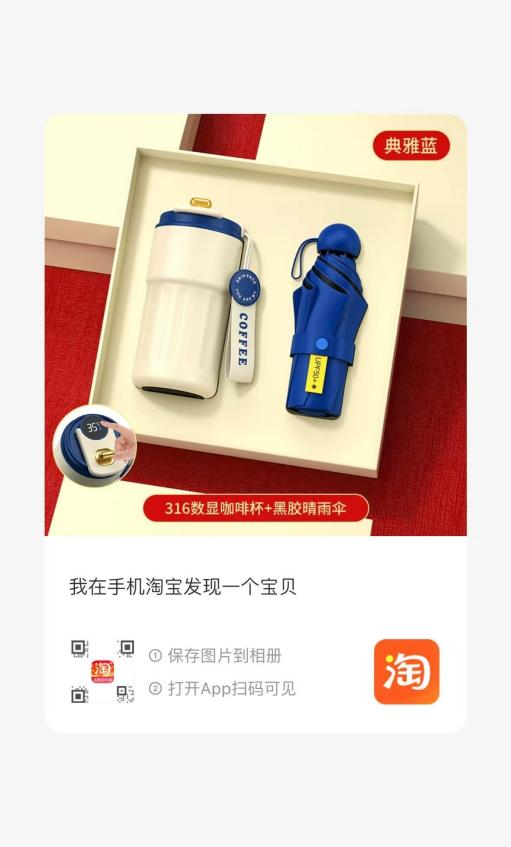 典雅蓝
COFFEE
UPF50+
35
316数显咖啡杯+黑胶晴雨伞
我在手机淘宝发现一个宝贝
淘
① 保存图片到相册
② 打开App扫码可见
淘